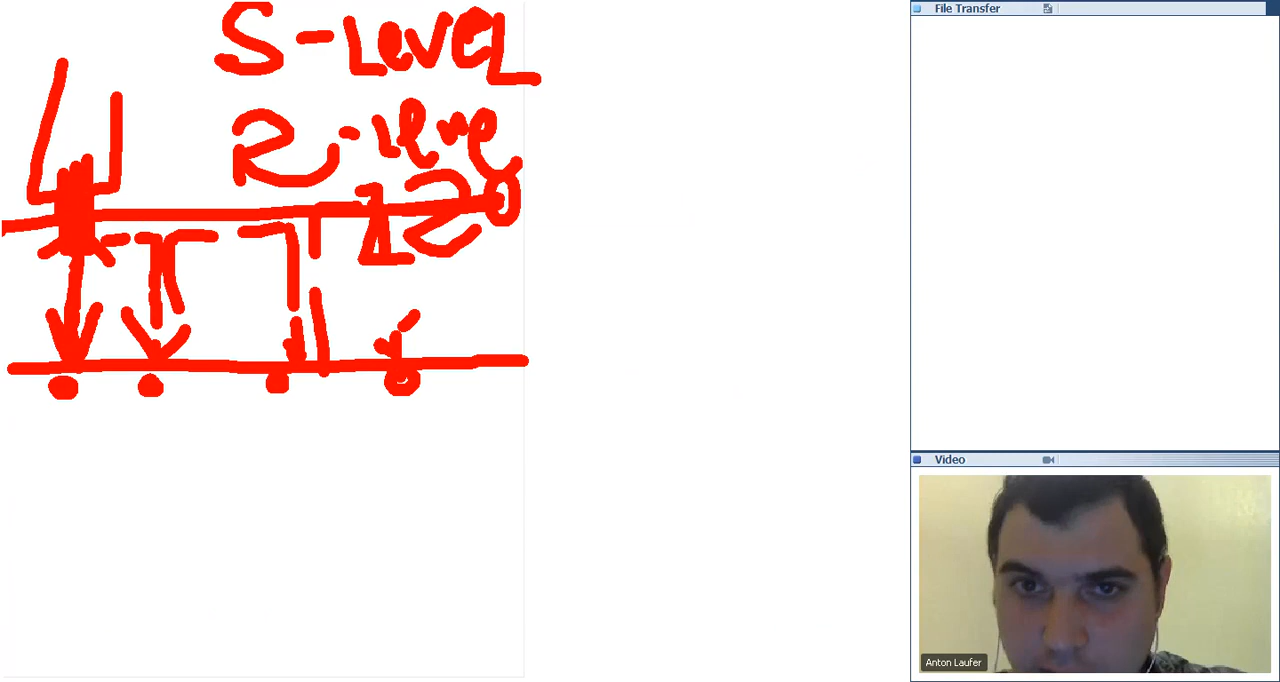 S-LEVEL
R-level
File Transfer
Video
Anton Laufer